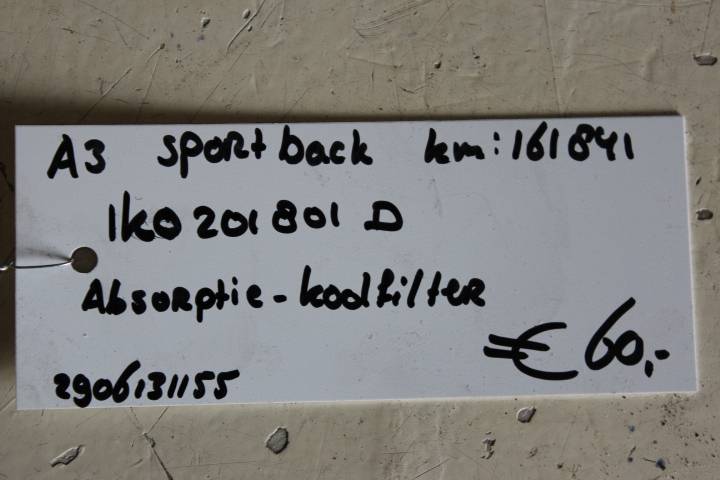 A3 sportback km: 161841
1K0 201 801 D
Absorptie-koolfilter
€ 60,-
2906131155